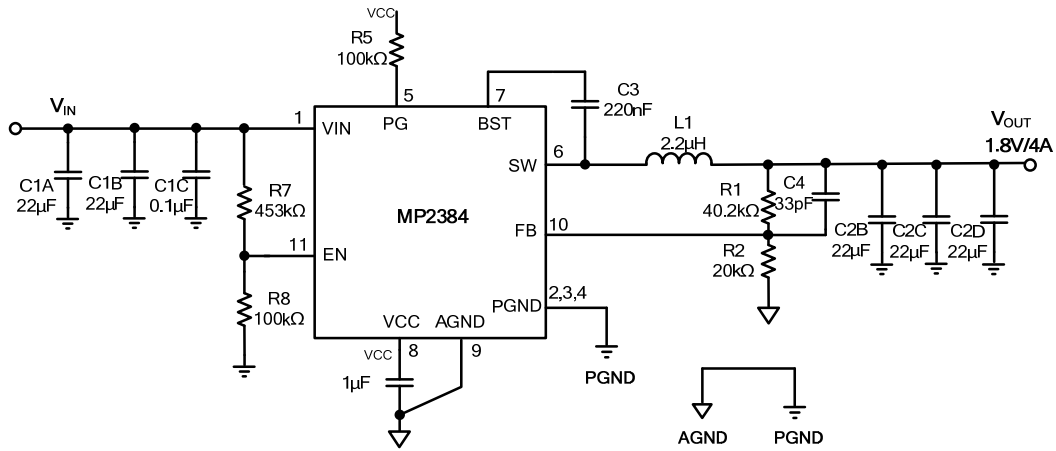 VCC
R5
100kΩ
5
7
C3
220nF
VIN
1
VIN
PG
BST
L1
2.2µH
VOUT
1.8V/4A
6
SW
C1A
22µF
C1B
22µF
C1C
0.1µF
R7
453kΩ
MP2384
R1
40.2kΩ
C4
33pF
FB
10
C2B
22µF
C2C
22µF
C2D
22µF
11
EN
R2
20kΩ
R8
100kΩ
PGND
2,3,4
VCC
AGND
VCC
8
9
1µF
PGND
AGND
PGND